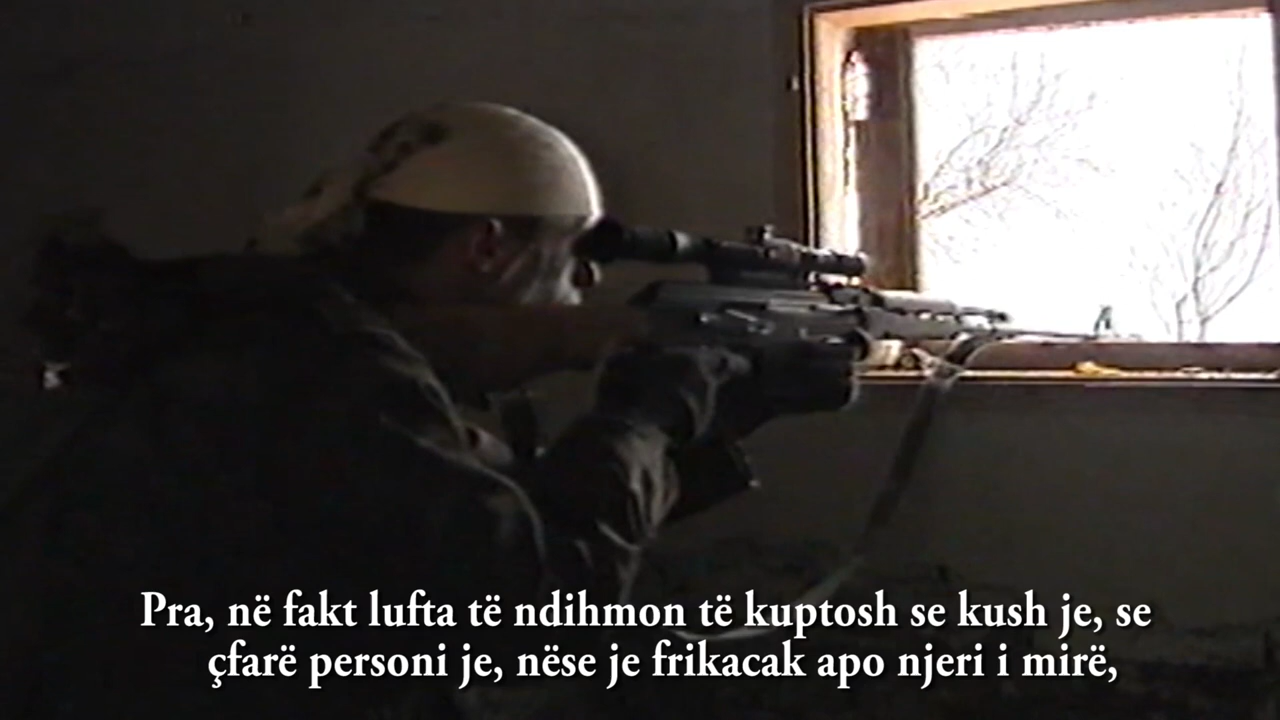 Pra, në fakt lufta të ndihmon të kuptosh se kush je, se
çfarë personi je, nëse je frikacak apo njeri i mirë,